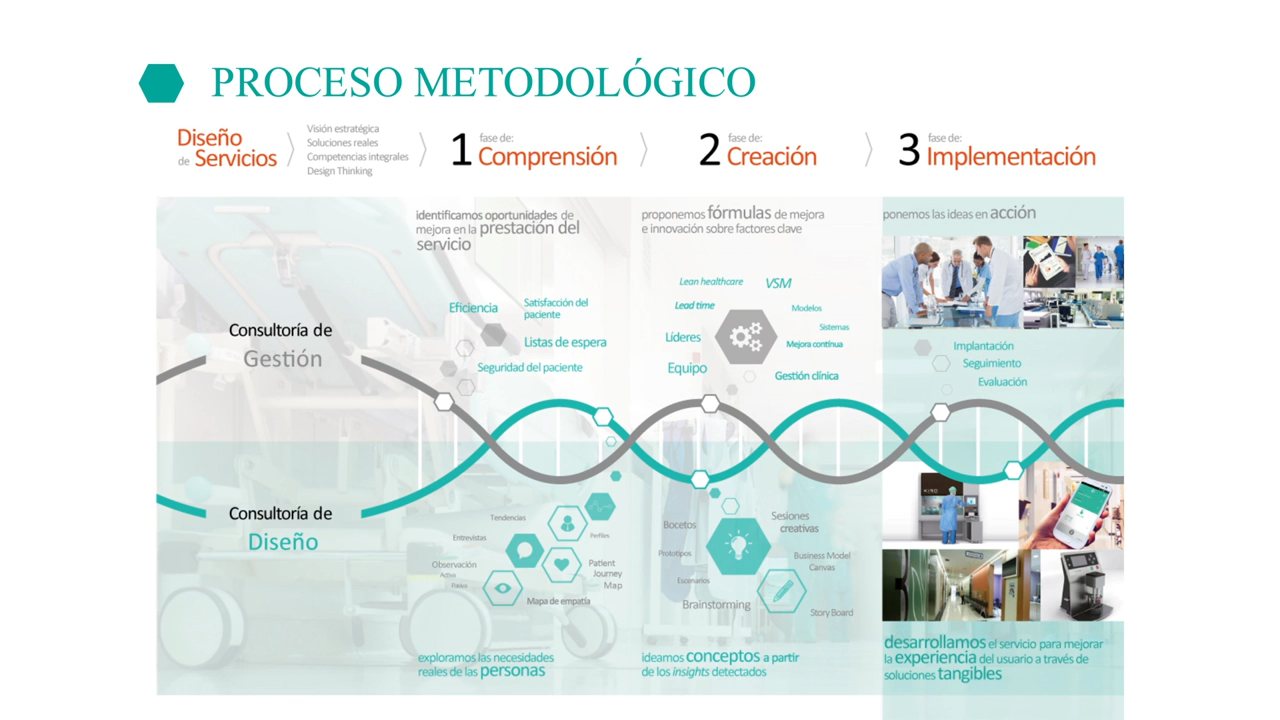 PROCESO METODOLÓGICO
Diseño
de Servicios
Visión estratégica
Soluciones reales
Competencias integrales
Design Thinking
1 fase de:
Comprensión
2 fase de:
Creación
3 fase de:
Implementación
identificamos oportunidades de
mejora en la prestación del
servicio
proponemos fórmulas de mejora
e innovación sobre factores clave
ponemos las ideas en acción
Consultoría de
Gestión
Eficiencia
Satisfacción del
paciente
Listas de espera
Seguridad del paciente
Lean healthcare
VSM
Lead time
Modelos
Sistemas
Líderes
Mejora contínua
Equipo
Gestión clínica
Implantación
Seguimiento
Evaluación
Consultoría de
Diseño
Tendencias
Entrevistas
Perfiles
Observación
Activa
Pasiva
Patient
Journey
Map
Mapa de empatía
Bocetos
Sesiones
creativas
Prototipos
Business Model
Canvas
Escenarios
Brainstorming
Story Board
exploramos las necesidades
reales de las personas
ideamos conceptos a partir
de los insights detectados
desarrollamos el servicio para mejorar
la experiencia del usuario a través de
soluciones tangibles